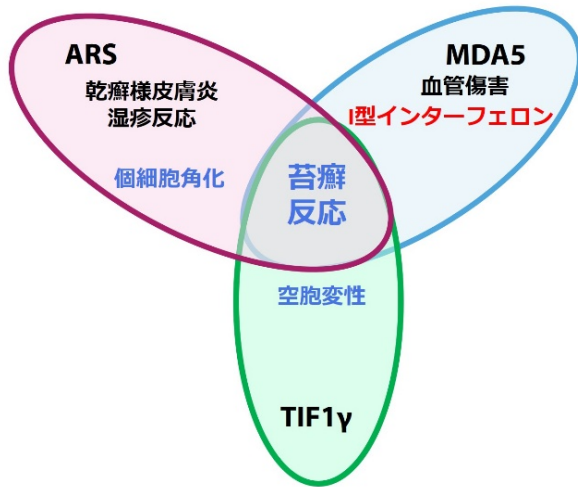 ARS
乾癬様皮膚炎
湿疹反応
個細胞角化
MDA5
血管傷害
I型インターフェロン
苔癬
反応
空胞変性
TIF1γ